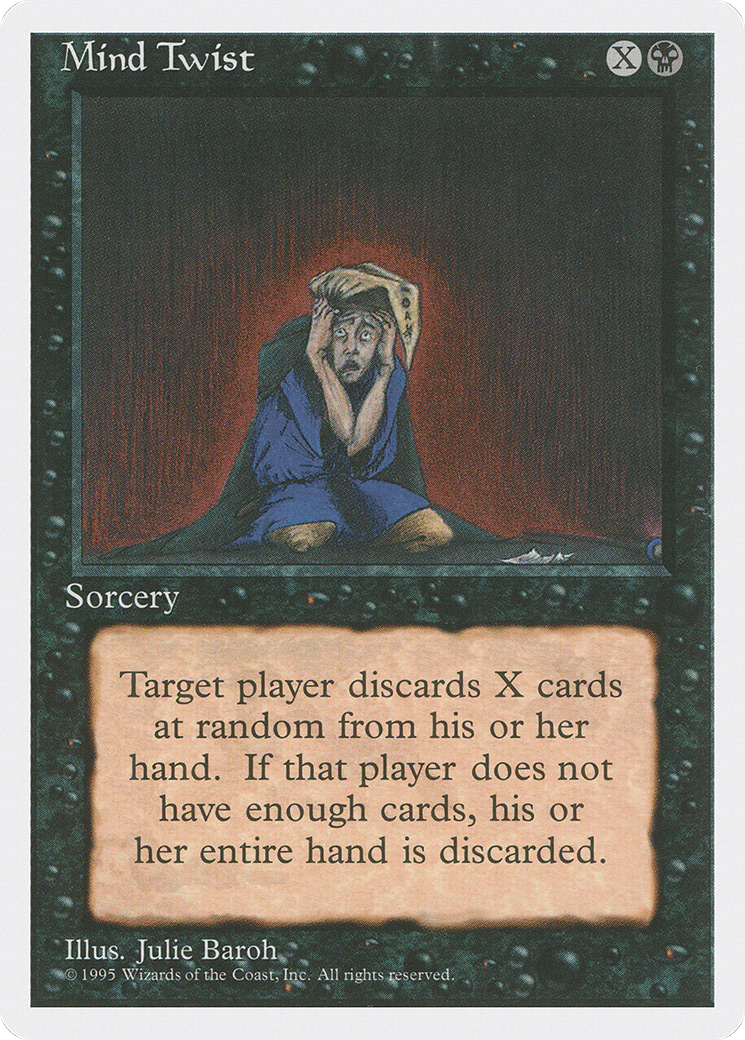 Mind Twist
X
Sorcery
Target player discards X cards
at random from his or her
hand. If that player does not
have enough cards, his or
her entire hand is discarded.
Illus. Julie Baroh
© 1995 Wizards of the Coast, Inc. All rights reserved.